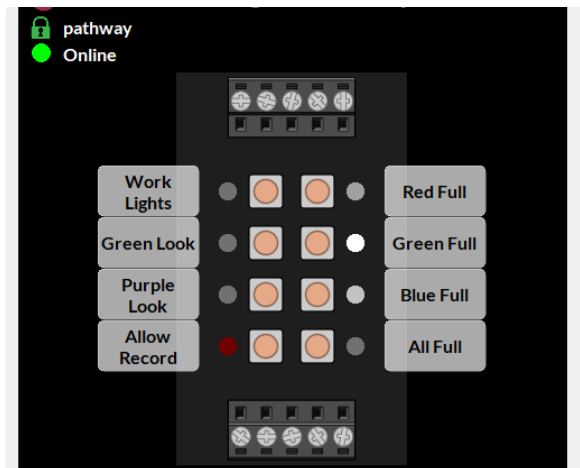 pathway
Online
Work
Lights
Red Full
Green Look
Green Full
Purple
Look
Blue Full
Allow
Record
All Full